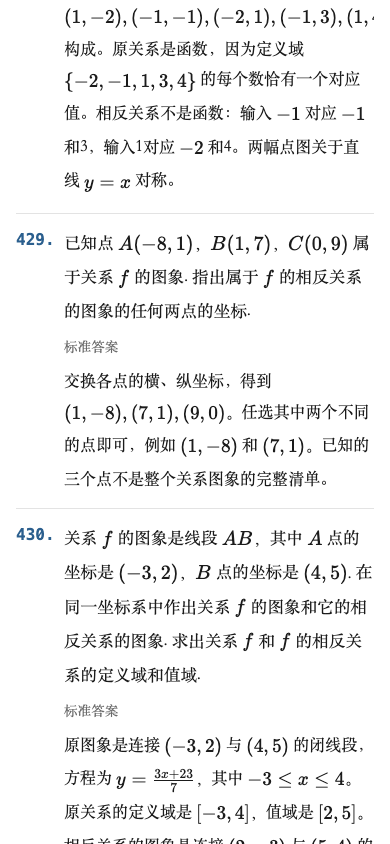 (1, −2), (−1, −1), (−2, 1), (−1, 3), (1,
构成。原关系是函数，因为定义域
{−2, −1, 1, 3, 4} 的每个数恰有一个对应
值。相反关系不是函数：输入 −1 对应 −1
和3，输入1对应 −2 和4。两幅点图关于直
线 y = x 对称。
429. 已知点 A(−8, 1)，B(1, 7)，C(0, 9) 属
于关系 f 的图象. 指出属于 f 的相反关系
的图象的任何两点的坐标.
标准答案
交换各点的横、纵坐标，得到
(1, −8), (7, 1), (9, 0)。任选其中两个不同
的点即可，例如 (1, −8) 和 (7, 1)。已知的
三个点不是整个关系图象的完整清单。
430. 关系 f 的图象是线段 AB，其中 A 点的
坐标是 (−3, 2)，B 点的坐标是 (4, 5). 在
同一坐标系中作出关系 f 的图象和它的相
反关系的图象. 求出关系 f 和 f 的相反关
系的定义域和值域.
标准答案
原图象是连接 (−3, 2) 与 (4, 5) 的闭线段，
方程为 y = \frac{3x+23}{7}，其中 −3 ≤ x ≤ 4。
原关系的定义域是 [−3, 4]，值域是 [2, 5]。